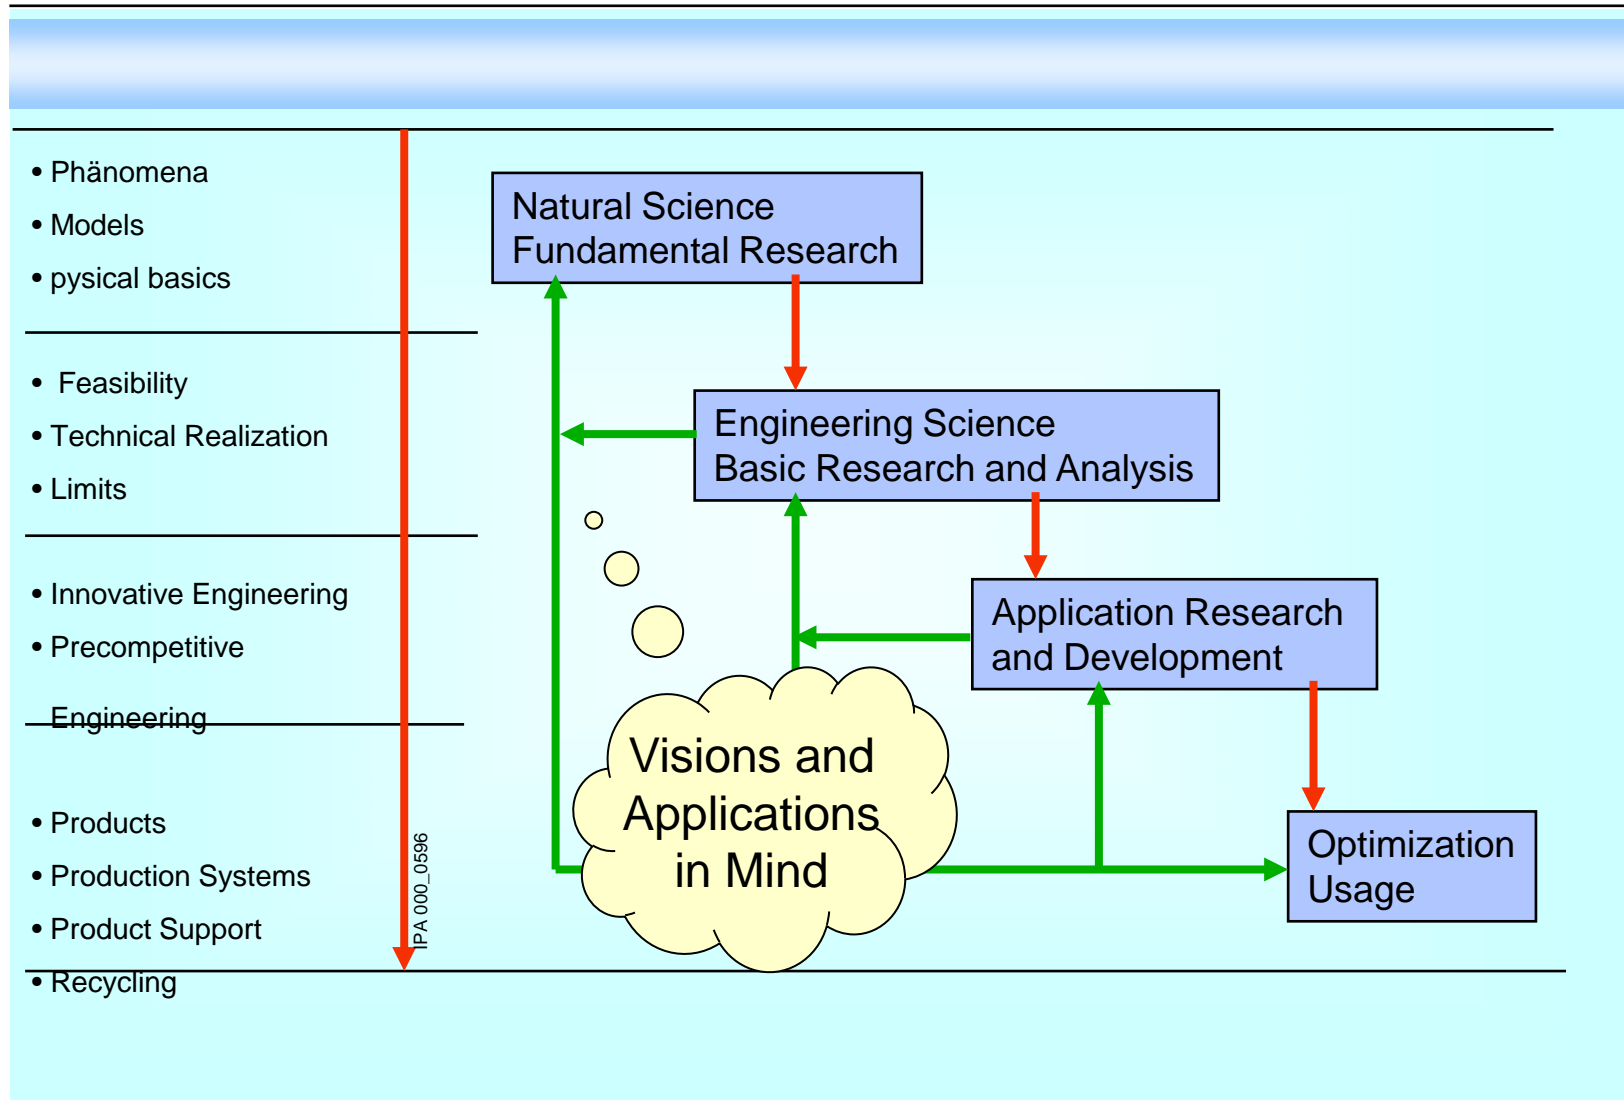 • Phänomena
• Models
• pysical basics
• Feasibility
• Technical Realization
• Limits
• Innovative Engineering
• Precompetitive
Engineering
• Products
• Production Systems
• Product Support
• Recycling
IPA 000_0596
Natural Science
Fundamental Research
Engineering Science
Basic Research and Analysis
Application Research
and Development
Visions and
Applications
in Mind
Optimization
Usage